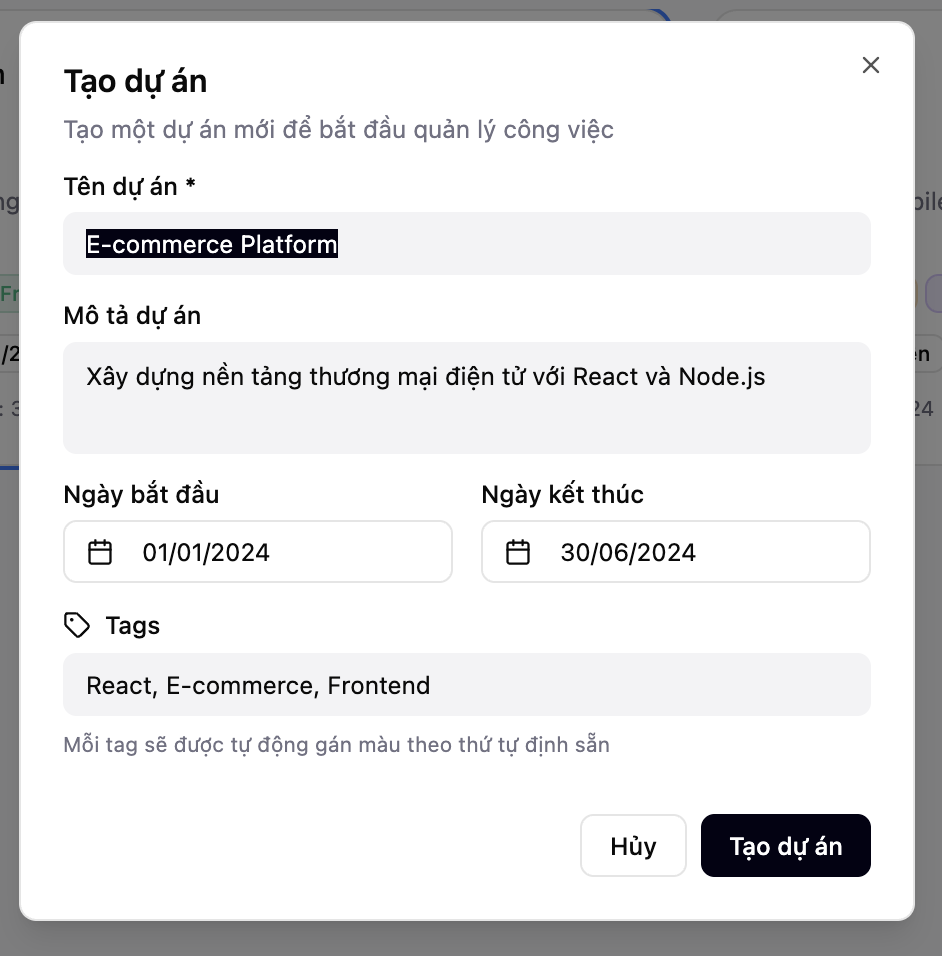 Tạo dự án
Tạo một dự án mới để bắt đầu quản lý công việc
Tên dự án *
E-commerce Platform
Mô tả dự án
Xây dựng nền tảng thương mại điện tử với React và Node.js
Ngày bắt đầu
Ngày kết thúc
01/01/2024
30/06/2024
Tags
React, E-commerce, Frontend
Mỗi tag sẽ được tự động gán màu theo thứ tự định sẵn
Hủy
Tạo dự án